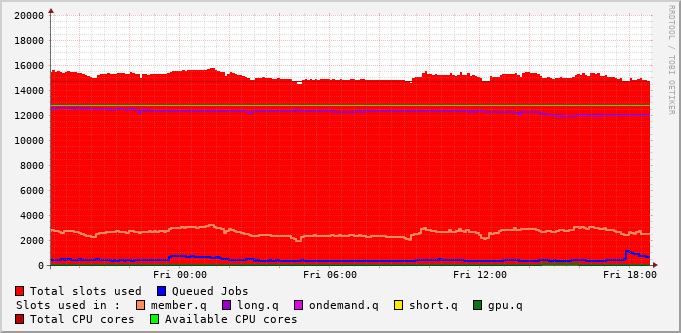 20000
18000
16000
14000
12000
10000
8000
6000
4000
2000
0
Fri 00:00 Fri 06:00 Fri 12:00 Fri 18:00
RRDTOOL / TOBI OETIKER
Total slots used Queued Jobs
Slots used in : member.q long.q ondemand.q short.q gpu.q
Total CPU cores Available CPU cores